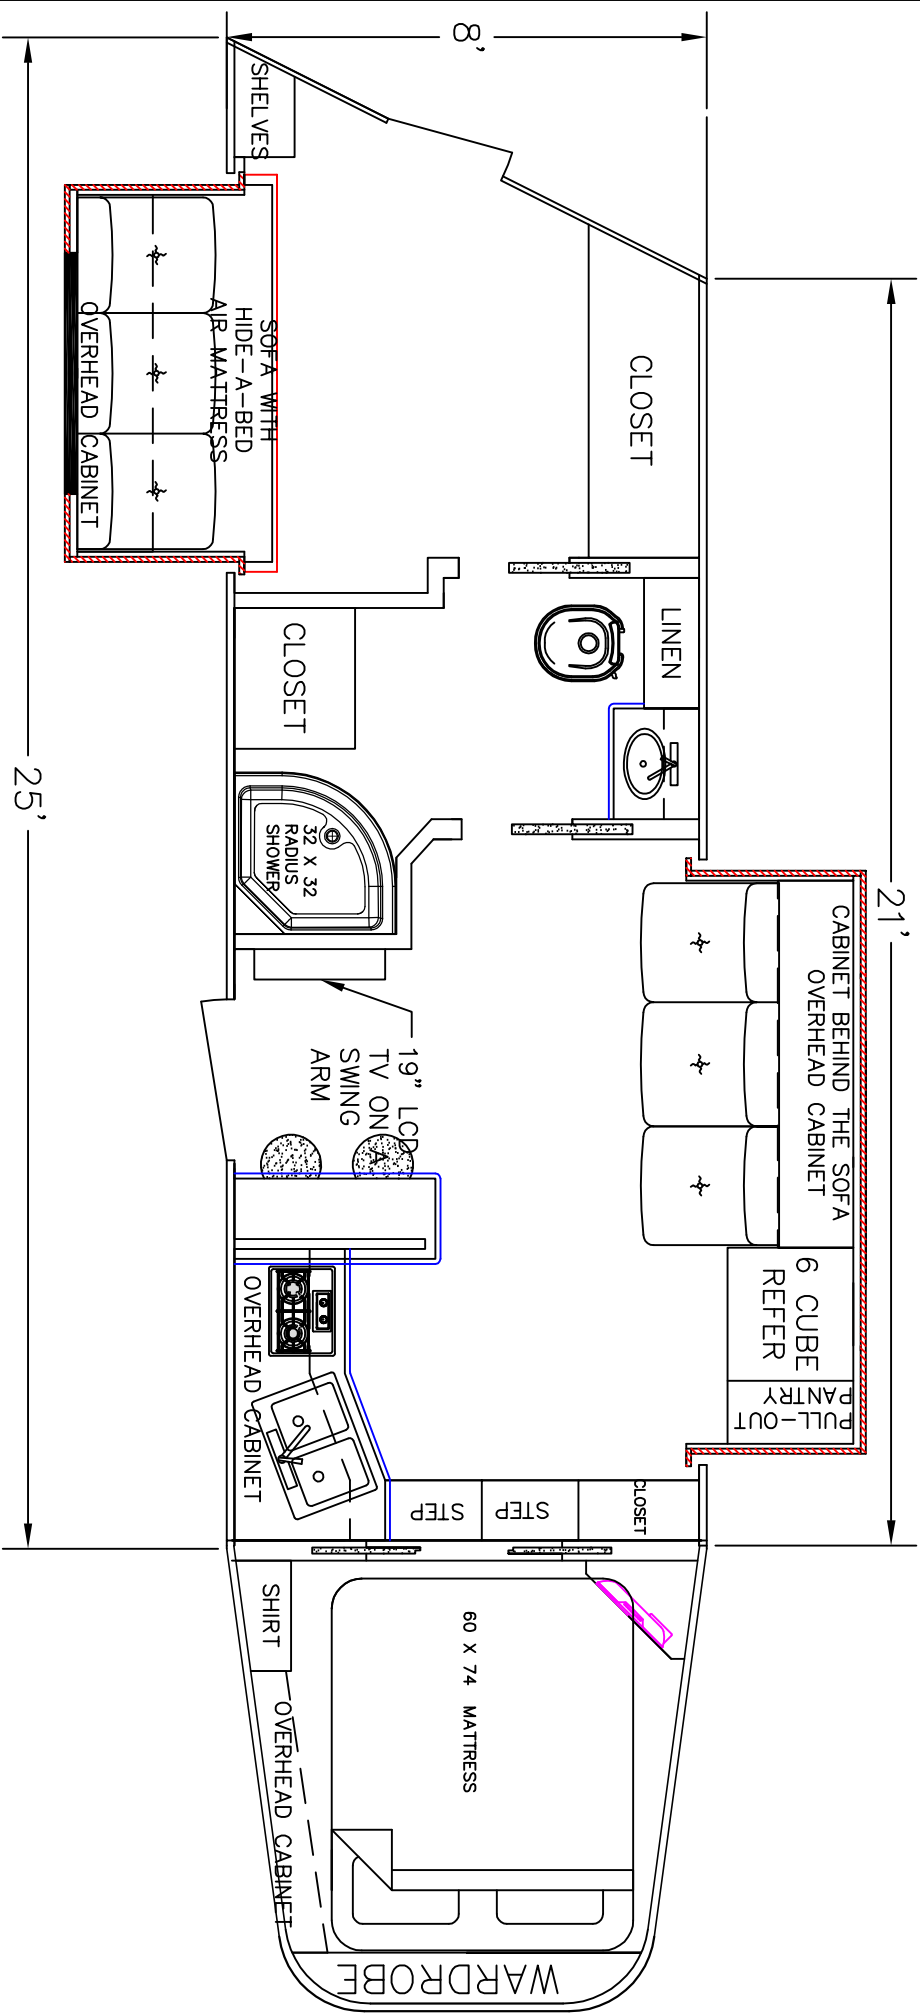 8'
SHELVES
SOFA WITH
HIDE-A-BED
AIR MATTRESS
OVERHEAD CABINET
CLOSET
25'
21'
CLOSET
LINEN
32 X 32
RADIUS
SHOWER
19" LCD
TV ON A
SWING
ARM
CABINET BEHIND THE SOFA
OVERHEAD CABINET
6 CUBE
REFER
PULL-OUT
PANTRY
OVERHEAD CABINET
STEP
STEP
CLOSET
SHIRT
60 X 74 MATTRESS
OVERHEAD CABINET
WARDROBE